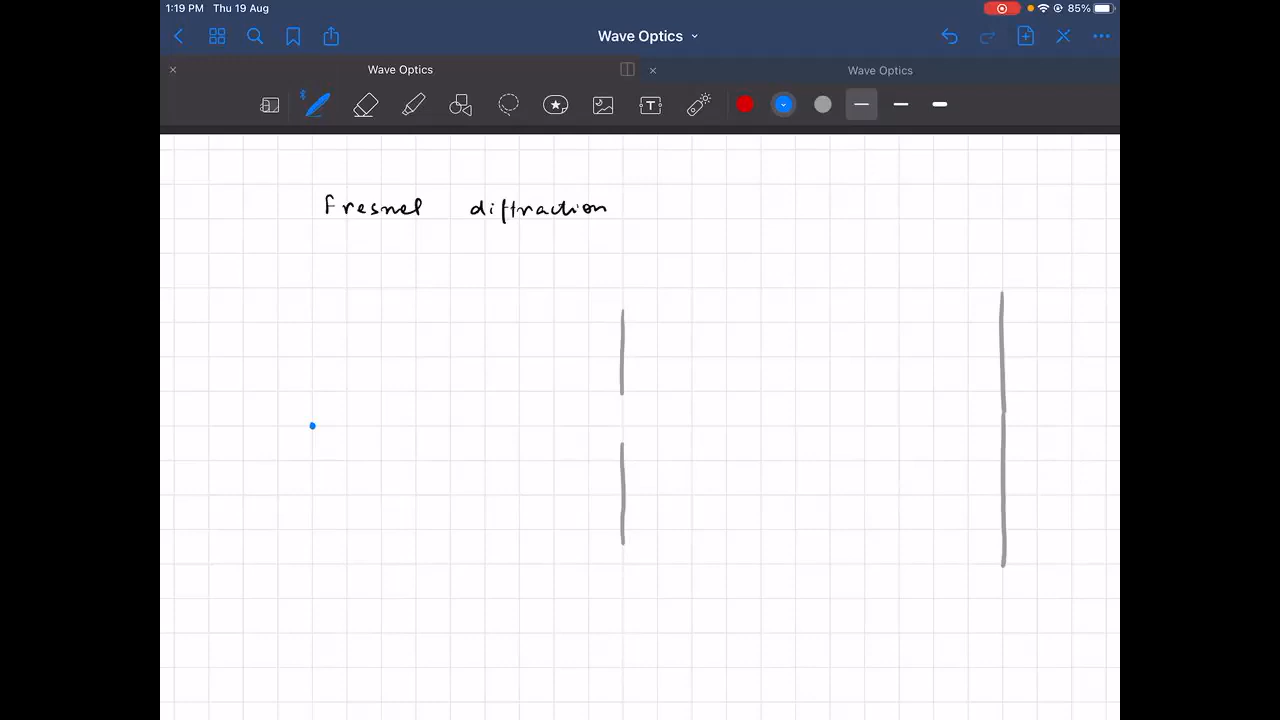 1:19 PM Thu 19 Aug 85%
Wave Optics
Wave Optics Wave Optics
T
Fresnel diffraction